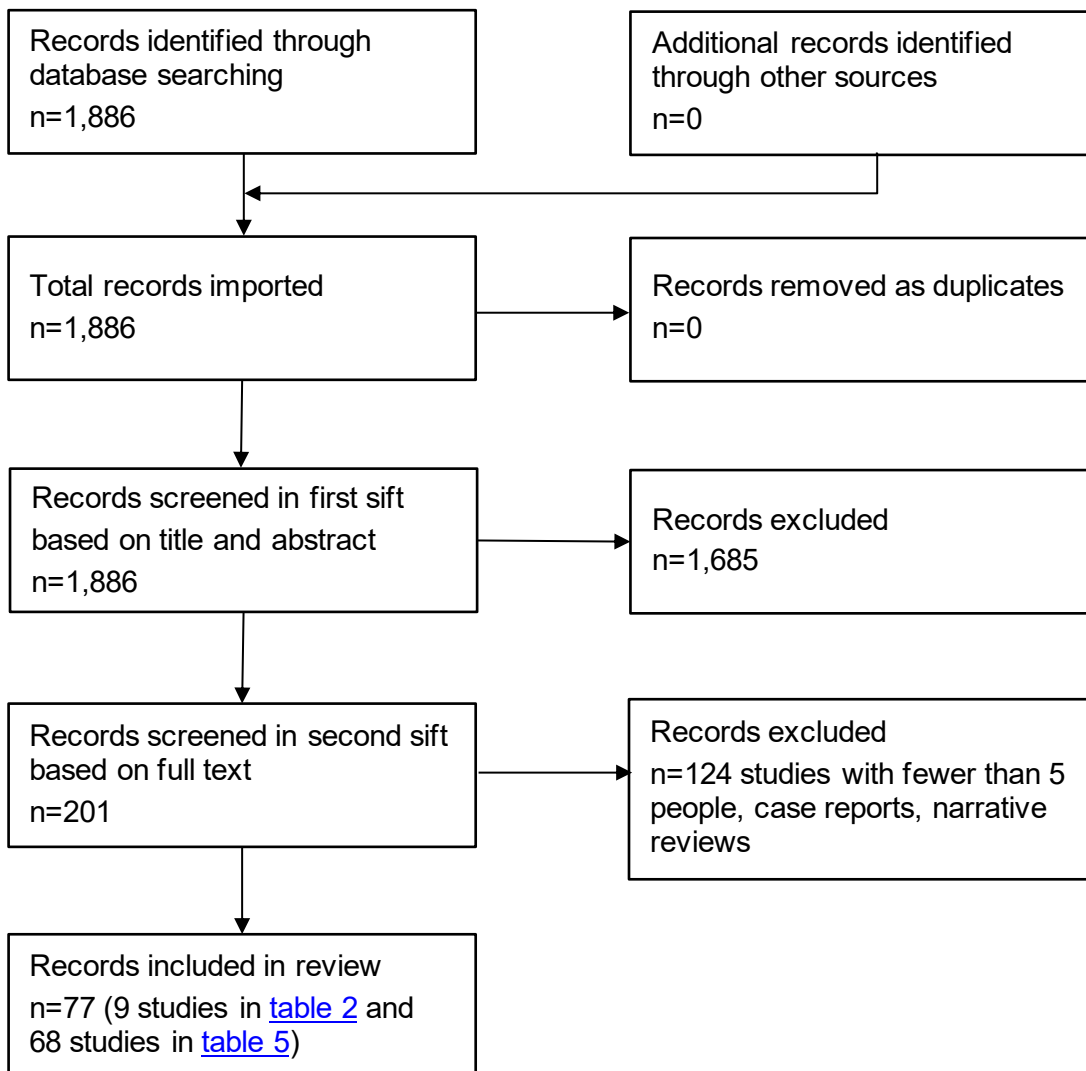 Records identified through
database searching
n=1,886
Additional records identified
through other sources
n=0
Total records imported
n=1,886
Records removed as duplicates
n=0
Records screened in first sift
based on title and abstract
n=1,886
Records excluded
n=1,685
Records screened in second sift
based on full text
n=201
Records excluded
n=124 studies with fewer than 5
people, case reports, narrative
reviews
Records included in review
n=77 (9 studies in table 2 and
68 studies in table 5)